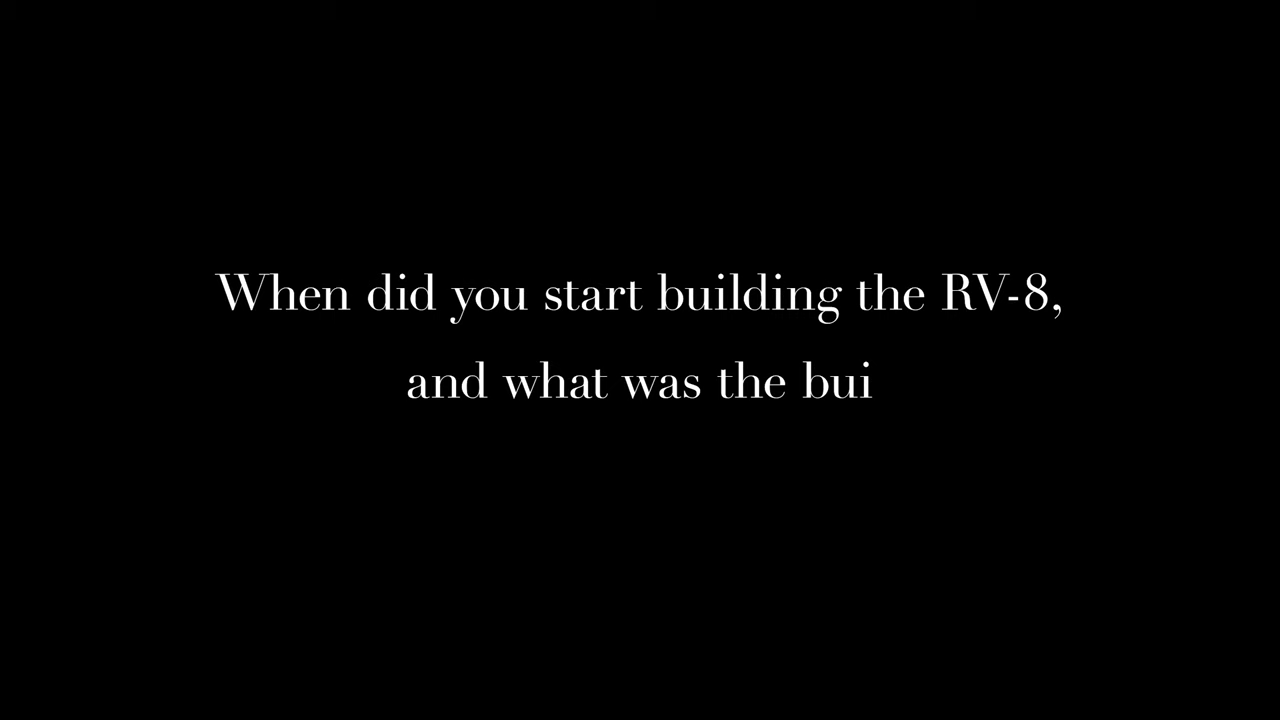 When did you start building the RV-8,
and what was the bui